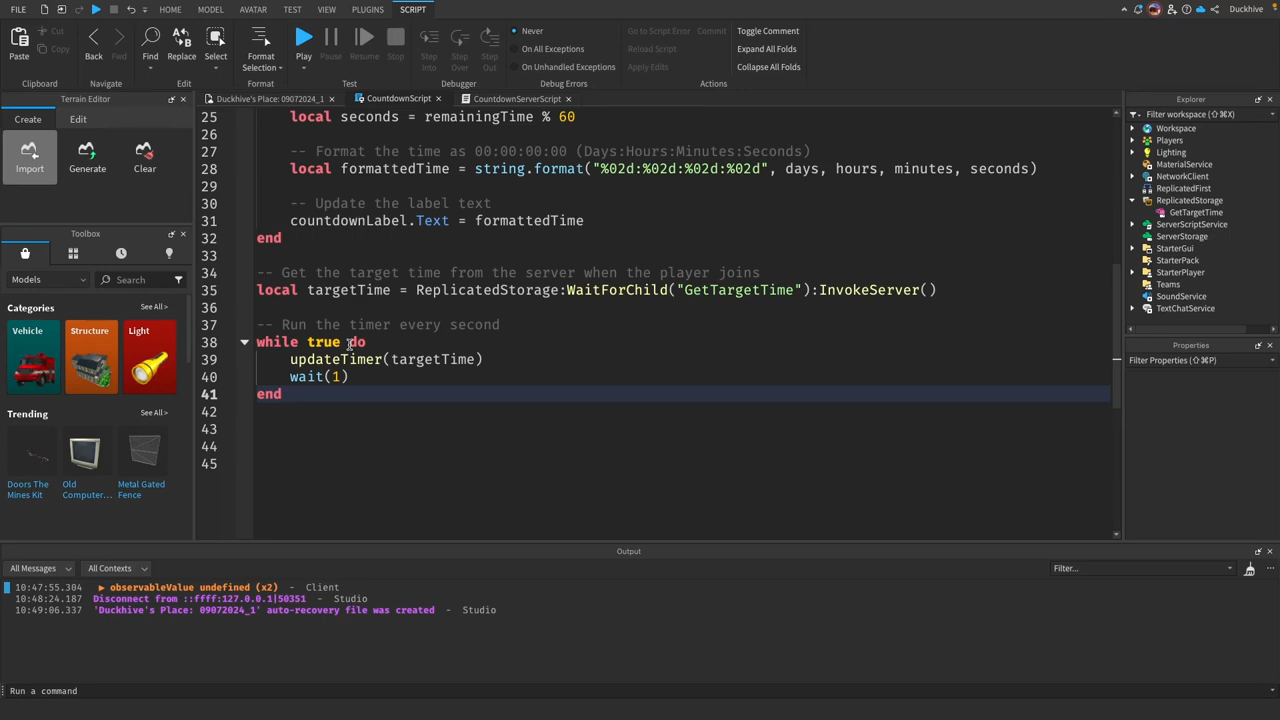 FILE
HOME
MODEL
AVATAR
TEST
VIEW
PLUGINS
SCRIPT
Duckhive
Paste
Cut
Copy
Clipboard
Back
Fwd
Navigate
Find
Replace
Select
Edit
Format
Selection
Format
Play
Pause
Resume
Stop
Test
Step
Into
Step
Over
Step
Out
Debugger
Never
On All Exceptions
On Unhandled Exceptions
Debug Errors
Go to Script Error
Commit
Reload Script
Apply Edits
Toggle Comment
Expand All Folds
Collapse All Folds
Actions
Terrain Editor
Create
Edit
Import
Generate
Clear
Toolbox
Models
Search
Categories
See All >
Vehicle
Structure
Light
Trending
See All >
Doors The
Mines Kit
Old
Computer...
Metal Gated
Fence
Duckhive's Place: 09072024_1
CountdownScript
CountdownServerScript
25 local seconds = remainingTime % 60
26
27 -- Format the time as 00:00:00:00 (Days:Hours:Minutes:Seconds)
28 local formattedTime = string.format("%02d:%02d:%02d:%02d", days, hours, minutes, seconds)
29
30 -- Update the label text
31 countdownLabel.Text = formattedTime
32 end
33
34 -- Get the target time from the server when the player joins
35 local targetTime = ReplicatedStorage:WaitForChild("GetTargetTime"):InvokeServer()
36
37 -- Run the timer every second
38 while true do
39 updateTimer(targetTime)
40 wait(1)
41 end
42
43
44
45
Explorer
Filter workspace (⇧⌘X)
Workspace
Players
Lighting
MaterialService
NetworkClient
ReplicatedFirst
ReplicatedStorage
GetTargetTime
ServerScriptService
ServerStorage
StarterGui
StarterPack
StarterPlayer
Teams
SoundService
TextChatService
Properties
Filter Properties (⇧⌘P)
Output
All Messages
All Contexts
Filter...
10:47:55.304 ▶ observableValue undefined (x2) - Client
10:48:24.187 Disconnect from ::ffff:127.0.0.1|50351 - Studio
10:49:06.337 'Duckhive's Place: 09072024_1' auto-recovery file was created - Studio
Run a command